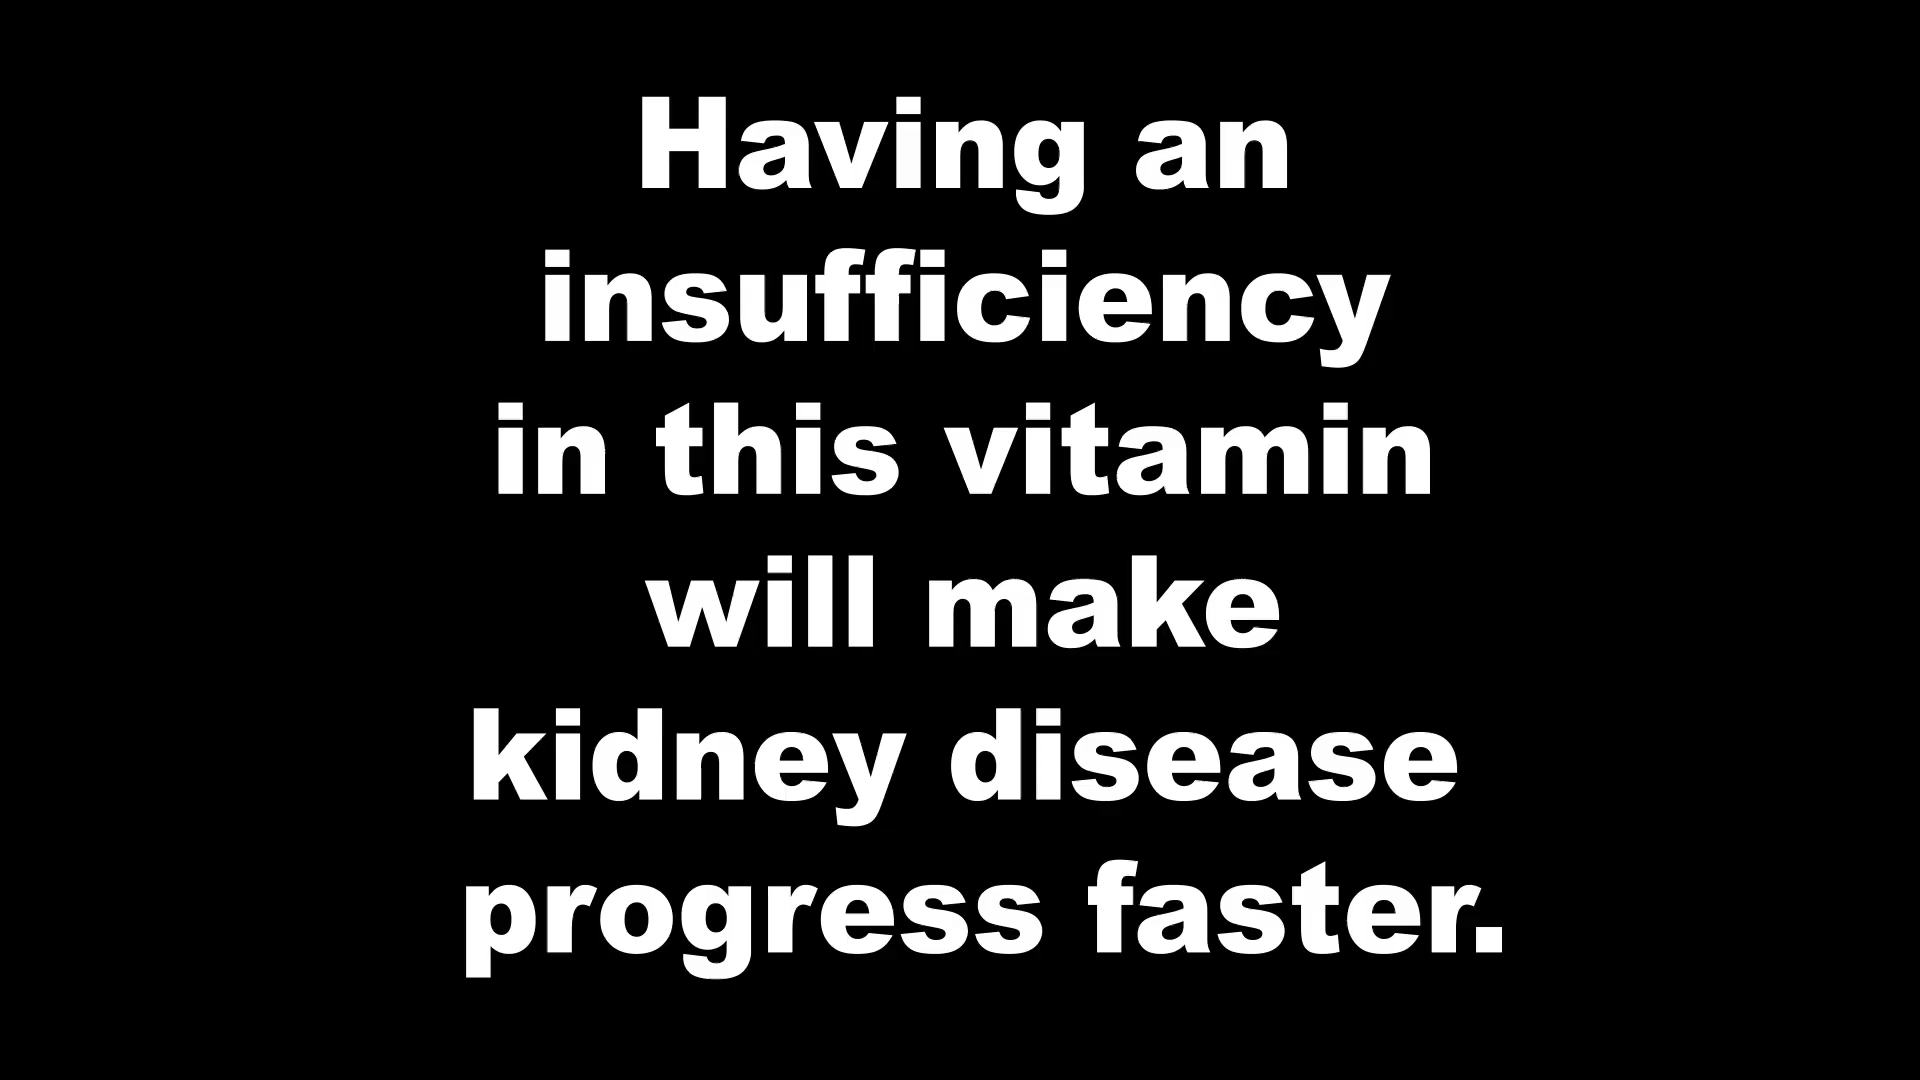 Having an
insufficiency
in this vitamin
will make
kidney disease
progress faster.